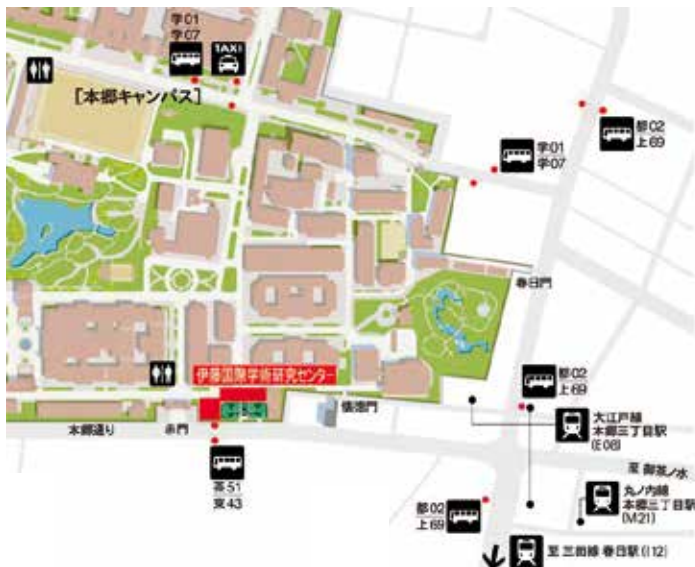 学01
学07
TAXI
[本郷キャンパス]
都02
上69
学01
学07
春日門
都02
上69
伊藤国際学術研究センター
懐徳門
大江戸線
本郷三丁目駅
(E08)
本郷通り
赤門
至 御茶ノ水
茶51
東43
丸ノ内線
本郷三丁目駅
(M21)
都02
上69
至 三田線 春日駅(I12)